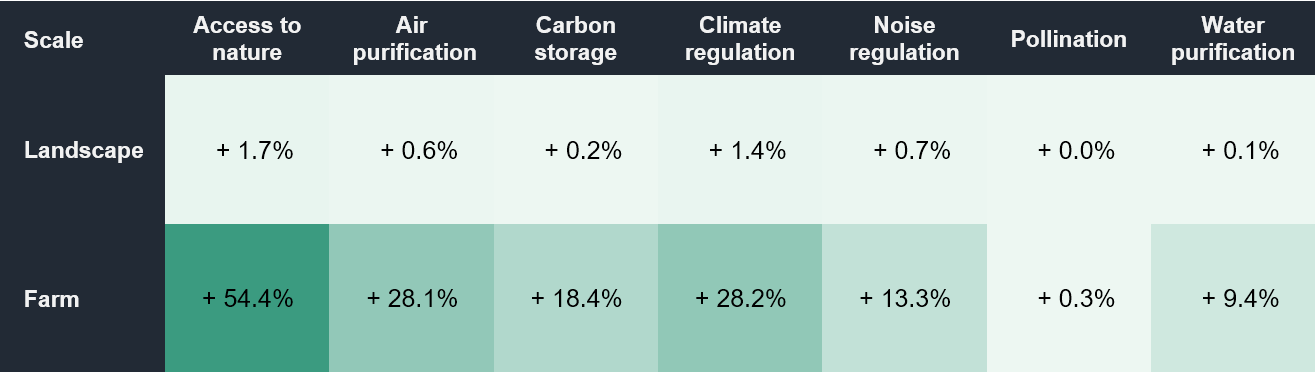 Scale Access to nature Air purification Carbon storage Climate regulation Noise regulation Pollination Water purification
Landscape + 1.7% + 0.6% + 0.2% + 1.4% + 0.7% + 0.0% + 0.1%
Farm + 54.4% + 28.1% + 18.4% + 28.2% + 13.3% + 0.3% + 9.4%